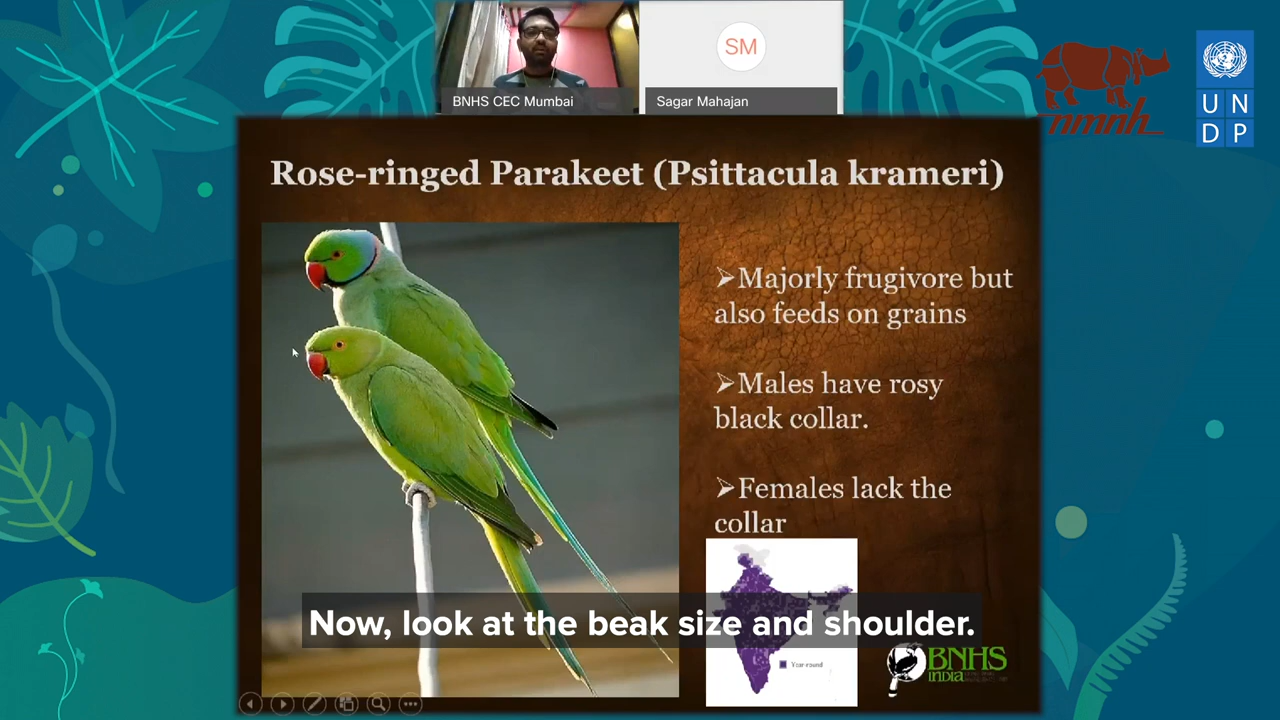 BNHS CEC Mumbai
SM
Sagar Mahajan
nmnh
UN
DP
Rose-ringed Parakeet (Psittacula krameri)
➢Majorly frugivore but
also feeds on grains
➢Males have rosy
black collar.
➢Females lack the
collar
Year round
Now, look at the beak size and shoulder.
BNHS
INDIA